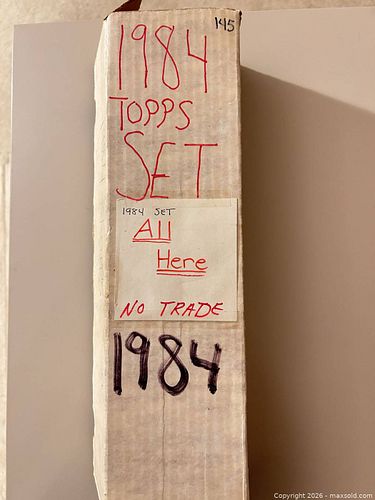 145
1984
TOPPS
SET
1984 SET
All
Here
NO TRADE
1984
Copyright 2026 - maxsold.com